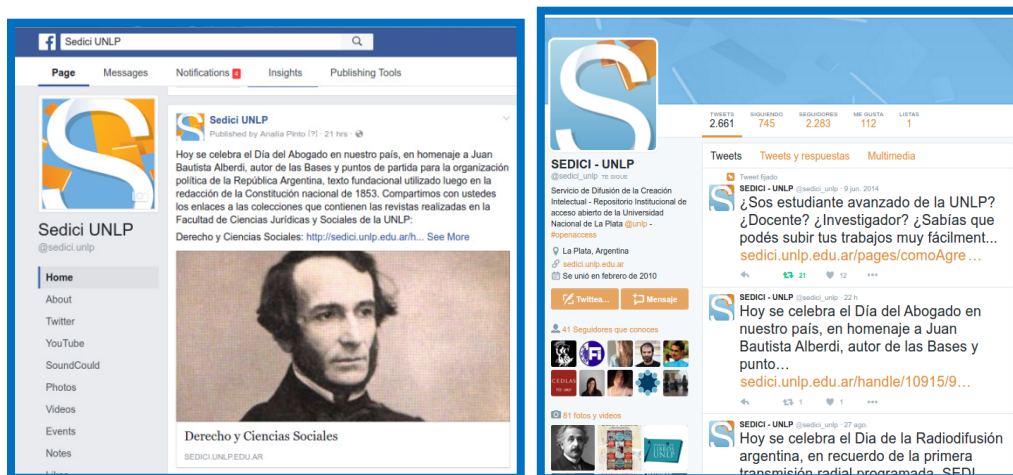 Sedici UNLP
Page Messages Notifications 4 Insights Publishing Tools
Sedici UNLP
@sedici.unlp
Home
About
Twitter
YouTube
SoundCould
Photos
Videos
Events
Notes
Likes
Sedici UNLP
Published by Analía Pinto [?] · 21 hrs ·
Hoy se celebra el Día del Abogado en nuestro país, en homenaje a Juan
Bautista Alberdi, autor de las Bases y puntos de partida para la organización
política de la República Argentina, texto fundacional utilizado luego en la
redacción de la Constitución nacional de 1853. Compartimos con ustedes
los enlaces a las colecciones que contienen las revistas realizadas en la
Facultad de Ciencias Jurídicas y Sociales de la UNLP:
Derecho y Ciencias Sociales: http://sedici.unlp.edu.ar/h... See More
Derecho y Ciencias Sociales
SEDICI.UNLP.EDU.AR
TWEETS SIGUIENDO SEGUIDORES ME GUSTA LISTAS
2.661 745 2.283 112 1
SEDICI - UNLP
@sedici_unlp TE SIGUE
Servicio de Difusión de la Creación
Intelectual - Repositorio Institucional de
acceso abierto de la Universidad
Nacional de La Plata @unlp -
#openaccess
La Plata, Argentina
sedici.unlp.edu.ar
Se unió en febrero de 2010
Twittea... Mensaje
41 Seguidores que conoces
CEDLAS
81 fotos y videos
UNLP
Tweets Tweets y respuestas Multimedia
Tweet fijado
SEDICI - UNLP @sedici_unlp · 9 jun. 2014
¿Sos estudiante avanzado de la UNLP?
¿Docente? ¿Investigador? ¿Sabías que
podés subir tus trabajos muy fácilment...
sedici.unlp.edu.ar/pages/comoAgre...
21 12
SEDICI - UNLP @sedici_unlp · 22 h
Hoy se celebra el Día del Abogado en
nuestro país, en homenaje a Juan
Bautista Alberdi, autor de las Bases y
punto...
sedici.unlp.edu.ar/handle/10915/9...
1 1
SEDICI - UNLP @sedici_unlp · 27 ago.
Hoy se celebra el Dia de la Radiodifusión
argentina, en recuerdo de la primera
transmisión radial programada. SEDI